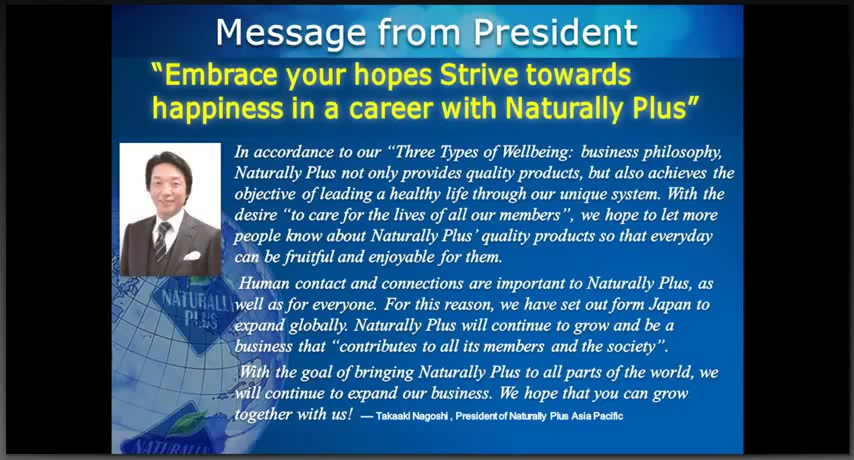 Message from President
“Embrace your hopes Strive towards
happiness in a career with Naturally Plus”
In accordance to our “Three Types of Wellbeing: business philosophy,
Naturally Plus not only provides quality products, but also achieves the
objective of leading a healthy life through our unique system. With the
desire “to care for the lives of all our members”, we hope to let more
people know about Naturally Plus’ quality products so that everyday
can be fruitful and enjoyable for them.
Human contact and connections are important to Naturally Plus, as
well as for everyone. For this reason, we have set out form Japan to
expand globally. Naturally Plus will continue to grow and be a
business that “contributes to all its members and the society”.
With the goal of bringing Naturally Plus to all parts of the world, we
will continue to expand our business. We hope that you can grow
together with us! — Takaaki Nagoshi , President of Naturally Plus Asia Pacific
NATURALLY
PLUS
NATURALLY